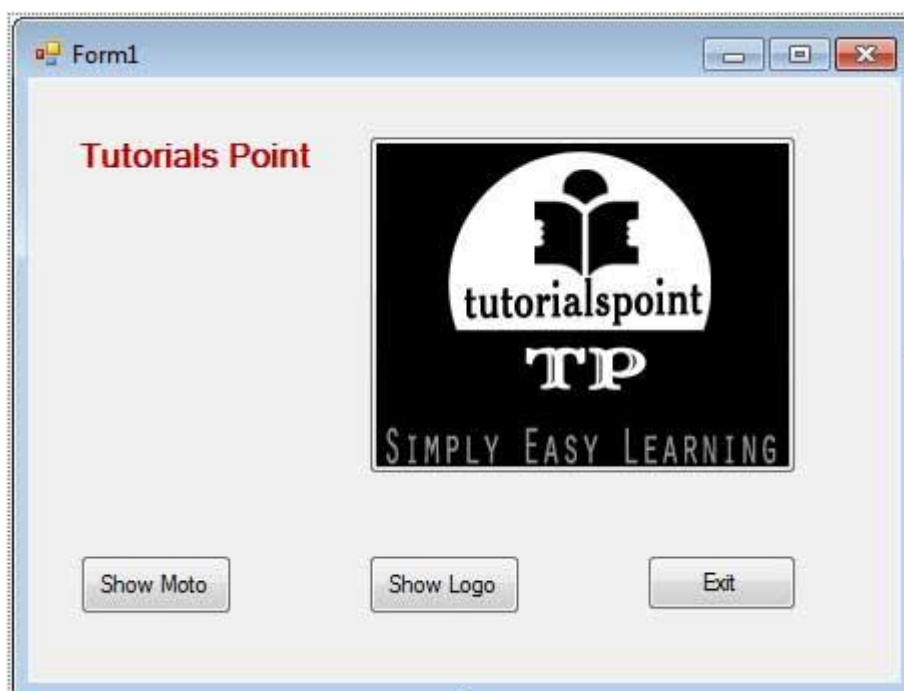 Form1
Tutorials Point
tutorialspoint
TP
SIMPLY EASY LEARNING
Show Moto
Show Logo
Exit